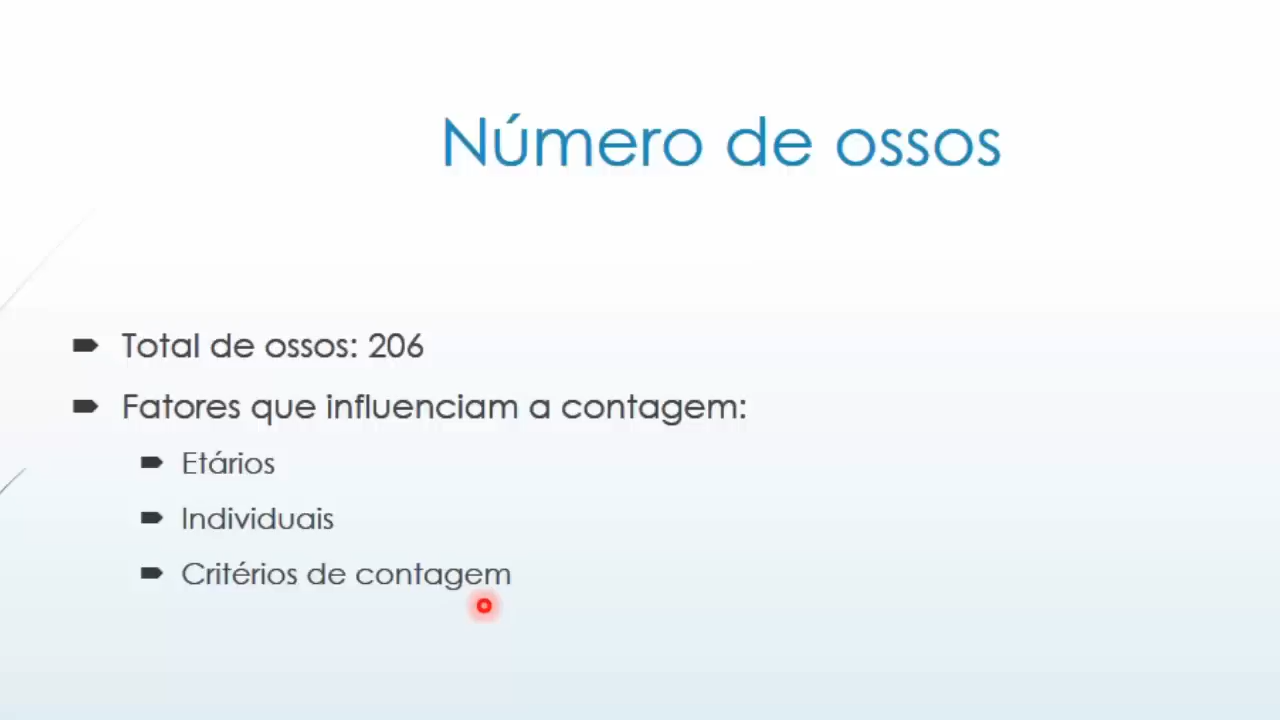 Número de ossos
Total de ossos: 206
Fatores que influenciam a contagem:
Etários
Individuais
Critérios de contagem